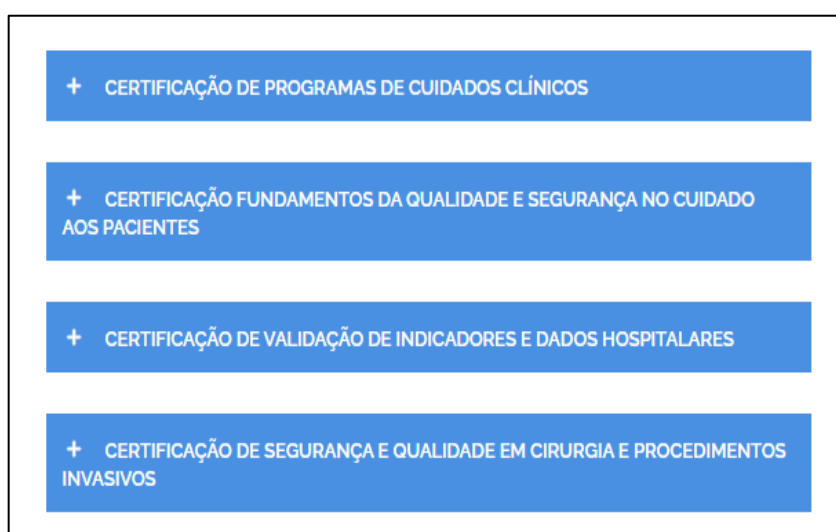 + CERTIFICAÇÃO DE PROGRAMAS DE CUIDADOS CLÍNICOS
+ CERTIFICAÇÃO FUNDAMENTOS DA QUALIDADE E SEGURANÇA NO CUIDADO
AOS PACIENTES
+ CERTIFICAÇÃO DE VALIDAÇÃO DE INDICADORES E DADOS HOSPITALARES
+ CERTIFICAÇÃO DE SEGURANÇA E QUALIDADE EM CIRURGIA E PROCEDIMENTOS
INVASIVOS